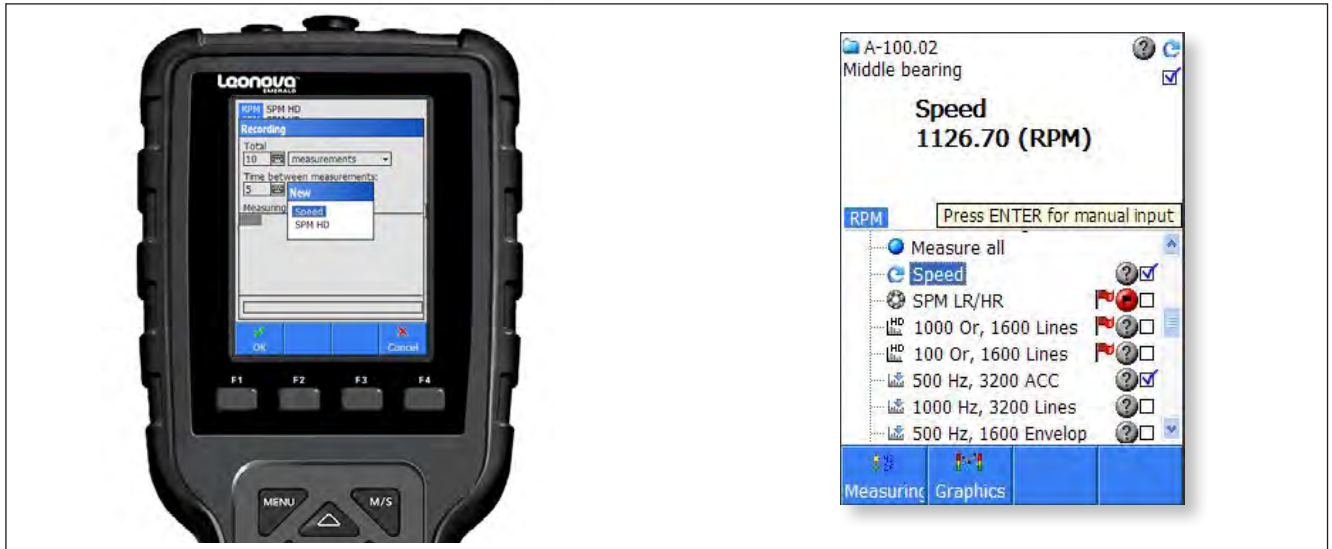 Leonova
EMERALD
RPM SPM HD
Recording
Total
10 measurements
Time between measurements:
5
New
Measuring
Speed
SPM HD
OK
Cancel
F1 F2 F3 F4
MENU
M/S
A-100.02
Middle bearing
Speed
1126.70 (RPM)
RPM
Press ENTER for manual input
Measure all
Speed
SPM LR/HR
HD 1000 Or, 1600 Lines
HD 100 Or, 1600 Lines
500 Hz, 3200 ACC
1000 Hz, 3200 Lines
500 Hz, 1600 Envelop
Measuring Graphics